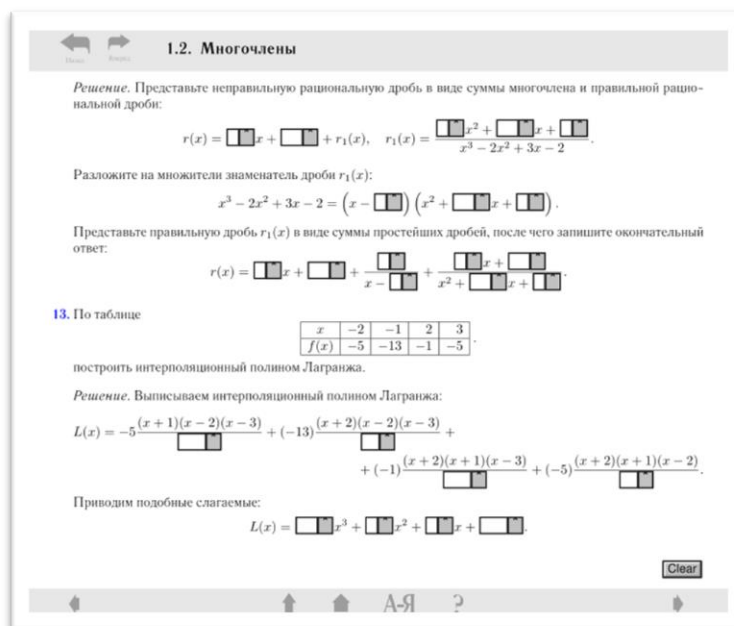 1.2. Многочлены
Решение. Представьте неправильную рациональную дробь в виде суммы многочлена и правильной рацио-
нальной дроби:
r(x) = □x + □ + r₁(x), r₁(x) = (□x² + □x + □)/(x³ − 2x² + 3x − 2).
Разложите на множители знаменатель дроби r₁(x):
x³ − 2x² + 3x − 2 = (x − □)(x² + □x + □).
Представьте правильную дробь r₁(x) в виде суммы простейших дробей, после чего запишите окончательный
ответ:
r(x) = □x + □ + □/(x − □) + (□x + □)/(x² + □x + □).
13. По таблице
x −2 −1 2 3
f(x) −5 −13 −1 −5 .
построить интерполяционный полином Лагранжа.
Решение. Выписываем интерполяционный полином Лагранжа:
L(x) = −5 (x + 1)(x − 2)(x − 3)/□ + (−13) (x + 2)(x − 2)(x − 3)/□ +
+ (−1) (x + 2)(x + 1)(x − 3)/□ + (−5) (x + 2)(x + 1)(x − 2)/□.
Приводим подобные слагаемые:
L(x) = □x³ + □x² + □x + □.
Clear
А-Я ?